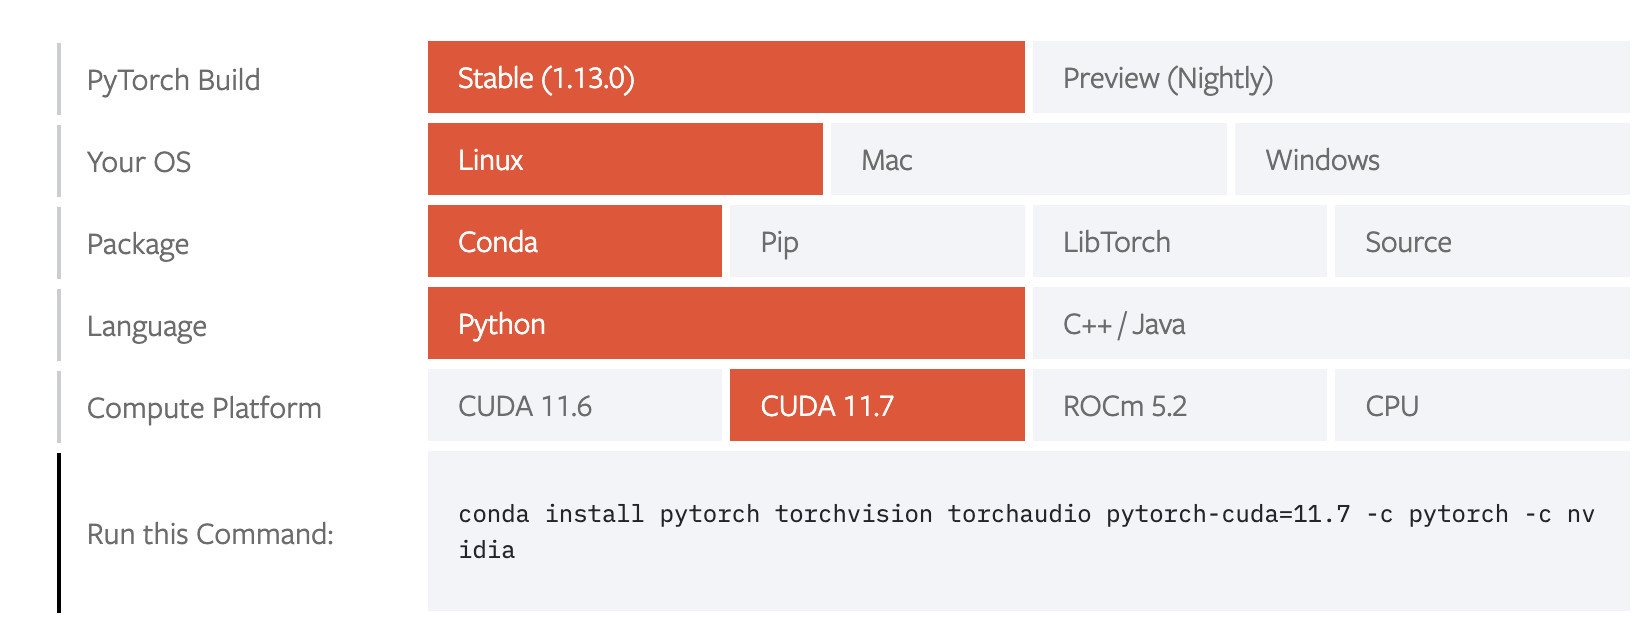 PyTorch Build
Stable (1.13.0)
Preview (Nightly)
Your OS
Linux
Mac
Windows
Package
Conda
Pip
LibTorch
Source
Language
Python
C++ / Java
Compute Platform
CUDA 11.6
CUDA 11.7
ROCm 5.2
CPU
Run this Command:
conda install pytorch torchvision torchaudio pytorch-cuda=11.7 -c pytorch -c nv
idia